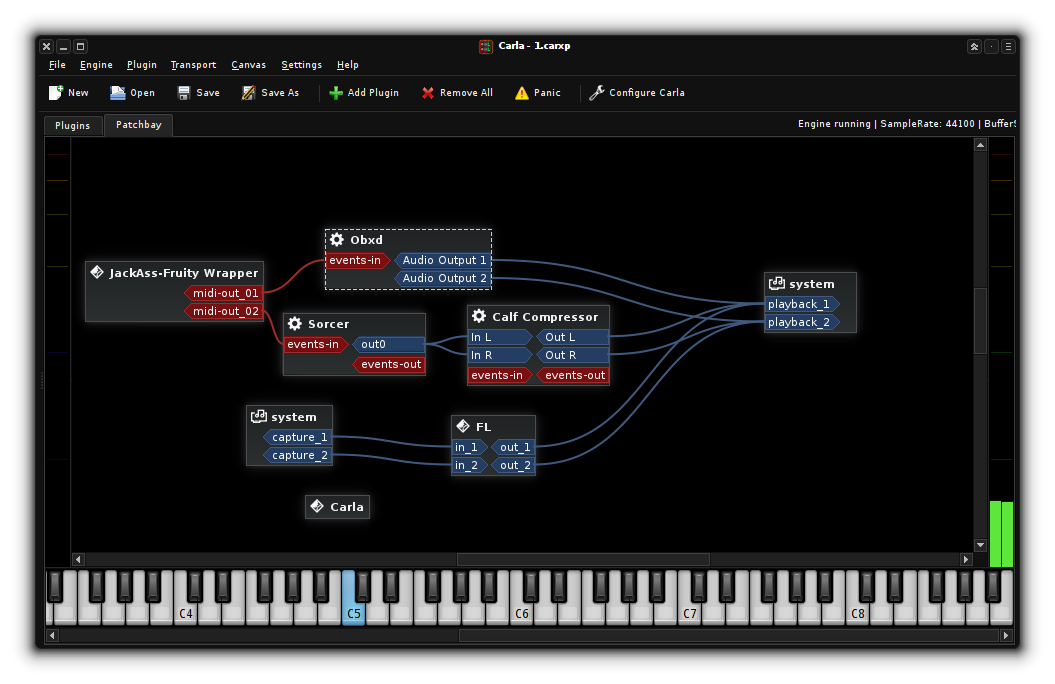 Carla - 1.carxp
File Engine Plugin Transport Canvas Settings Help
New Open Save Save As Add Plugin Remove All Panic Configure Carla
Plugins Patchbay
Engine running | SampleRate: 44100 | Buffer
JackAss-Fruity Wrapper
midi-out_01
midi-out_02
Obxd
events-in Audio Output 1
Audio Output 2
Sorcer
events-in out0
events-out
Calf Compressor
In L Out L
In R Out R
events-in events-out
system
playback_1
playback_2
system
capture_1
capture_2
FL
in_1 out_1
in_2 out_2
Carla
C4 C5 C6 C7 C8